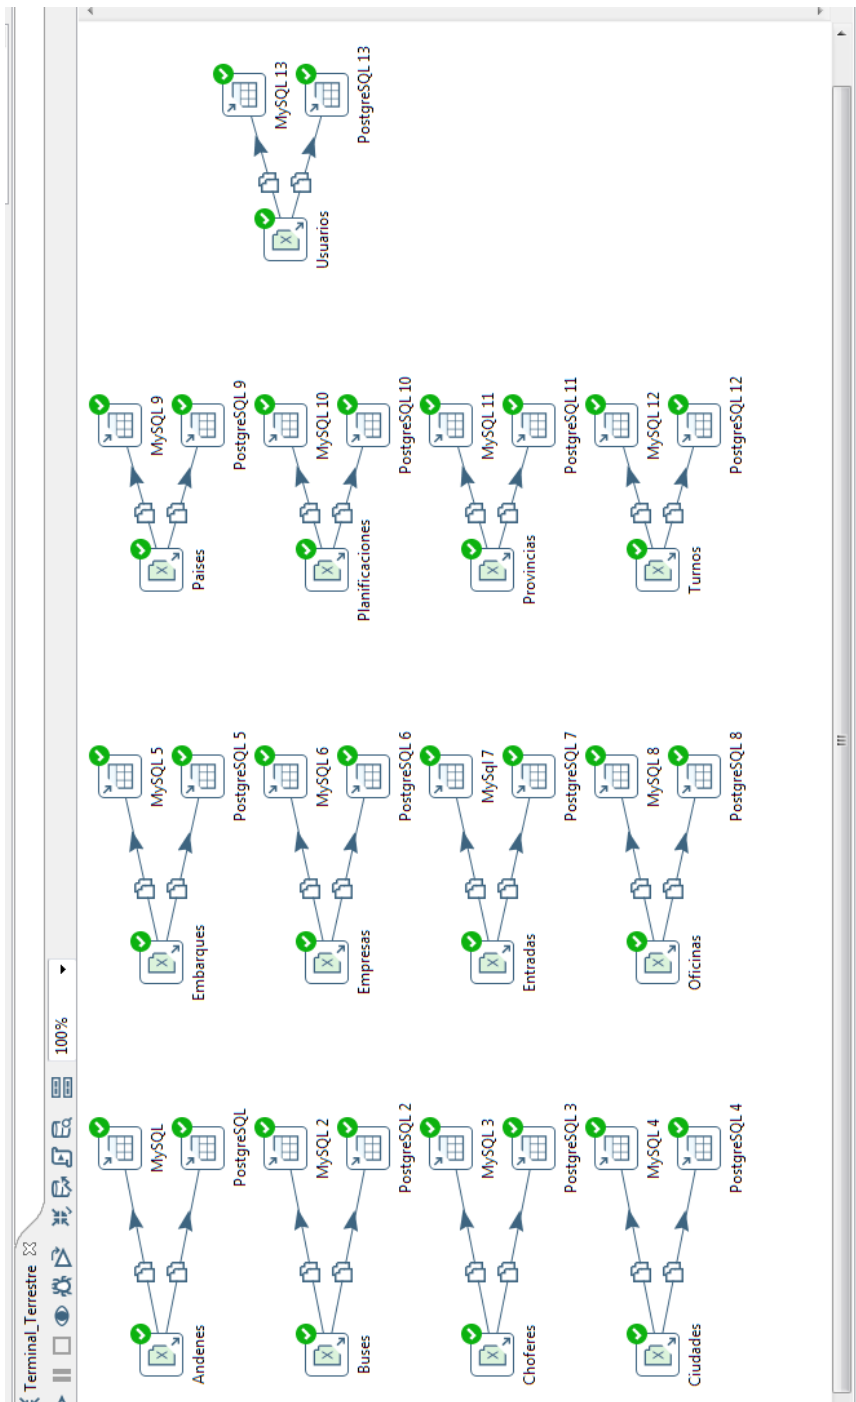 Terminal_Terrestre
100%
Andenes
MySQL
PostgreSQL
Embarques
MySQL 5
PostgreSQL 5
Paises
MySQL 9
PostgreSQL 9
Usuarios
MySQL 13
PostgreSQL 13
Buses
MySQL 2
PostgreSQL 2
Empresas
MySQL 6
PostgreSQL 6
Planificaciones
MySQL 10
PostgreSQL 10
Choferes
MySQL 3
PostgreSQL 3
Entradas
MySql 7
PostgreSQL 7
Provincias
MySQL 11
PostgreSQL 11
Ciudades
MySQL 4
PostgreSQL 4
Oficinas
MySQL 8
PostgreSQL 8
Turnos
MySQL 12
PostgreSQL 12